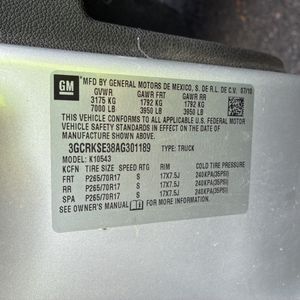 GM
*MFD BY GENERAL MOTORS DE MEXICO, S. DE R.L. DE C.V. 07/10
GVWR GAWR FRT GAWR RR
3175 KG 1792 KG 1792 KG
7000 LB 3950 LB 3950 LB
THIS VEHICLE CONFORMS TO ALL APPLICABLE U.S. FEDERAL
MOTOR VEHICLE SAFETY STANDARDS IN EFFECT ON THE DATE OF
MANUFACTURE SHOWN ABOVE.
3GCRKSE38AG301189 TYPE: TRUCK
MODEL: K10543
KCFN TIRE SIZE SPEED RTG RIM COLD TIRE PRESSURE
FRT P265/70R17 S 17X7.5J 240KPA(35PSI)
RR P265/70R17 S 17X7.5J 240KPA(35PSI)
SPA P265/70R17 S 17X7.5J 240KPA(35PSI)
SEE OWNER'S MANUAL FOR MORE INFORMATION.